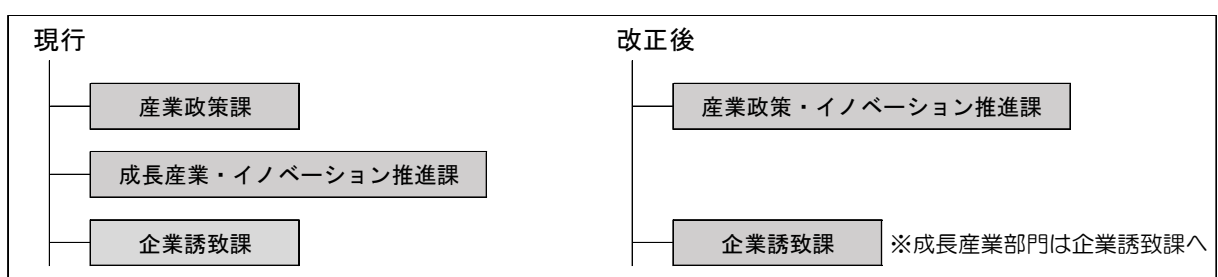 現行
産業政策課
成長産業・イノベーション推進課
企業誘致課
改正後
産業政策・イノベーション推進課
企業誘致課 ※成長産業部門は企業誘致課へ